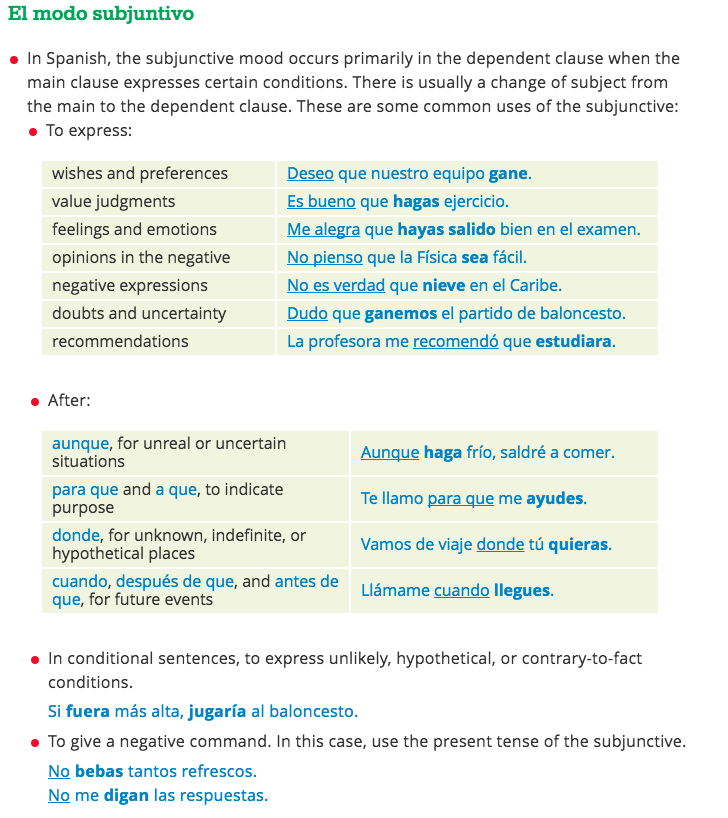 El modo subjuntivo
In Spanish, the subjunctive mood occurs primarily in the dependent clause when the
main clause expresses certain conditions. There is usually a change of subject from
the main to the dependent clause. These are some common uses of the subjunctive:
To express:
wishes and preferences Deseo que nuestro equipo gane.
value judgments Es bueno que hagas ejercicio.
feelings and emotions Me alegra que hayas salido bien en el examen.
opinions in the negative No pienso que la Física sea fácil.
negative expressions No es verdad que nieve en el Caribe.
doubts and uncertainty Dudo que ganemos el partido de baloncesto.
recommendations La profesora me recomendó que estudiara.
After:
aunque, for unreal or uncertain
situations
Aunque haga frío, saldré a comer.
para que and a que, to indicate
purpose
Te llamo para que me ayudes.
donde, for unknown, indefinite, or
hypothetical places
Vamos de viaje donde tú quieras.
cuando, después de que, and antes de
que, for future events
Llámame cuando llegues.
In conditional sentences, to express unlikely, hypothetical, or contrary-to-fact
conditions.
Si fuera más alta, jugaría al baloncesto.
To give a negative command. In this case, use the present tense of the subjunctive.
No bebas tantos refrescos.
No me digan las respuestas.